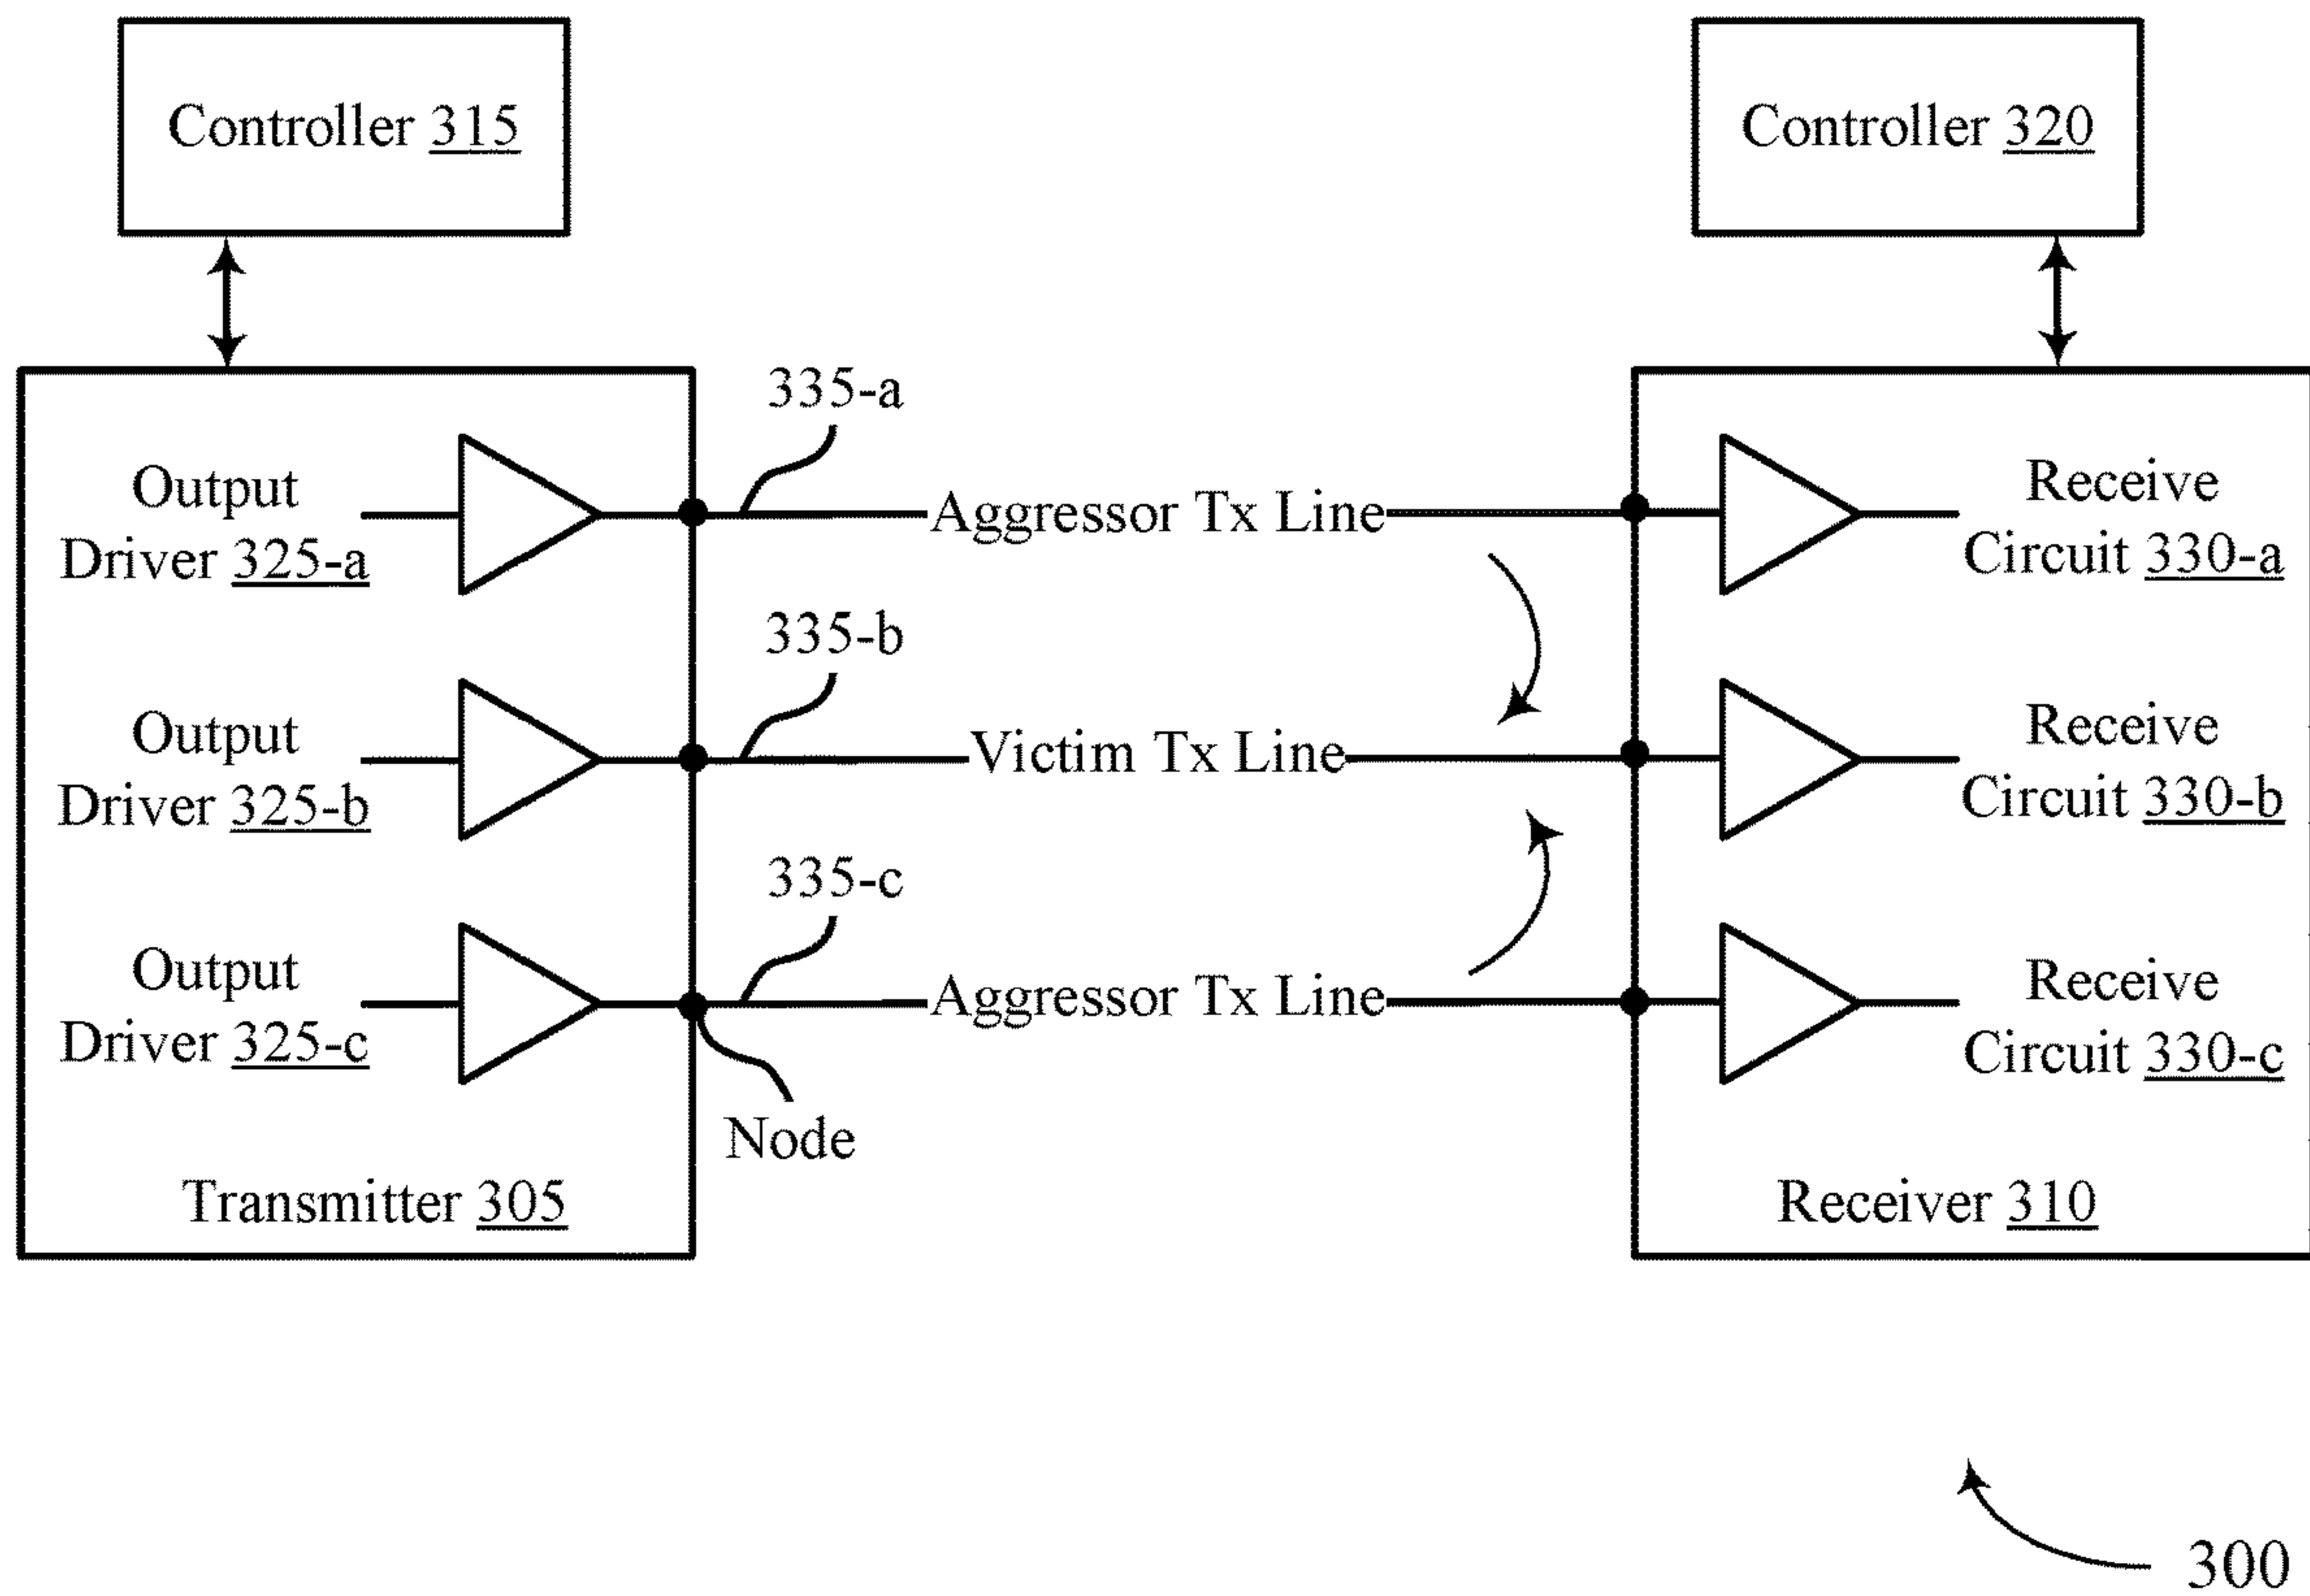 Controller 315
Controller 320
335-a
Output
Driver 325-a
Aggressor Tx Line
Receive
Circuit 330-a
335-b
Output
Driver 325-b
Victim Tx Line
Receive
Circuit 330-b
335-c
Output
Driver 325-c
Aggressor Tx Line
Receive
Circuit 330-c
Node
Transmitter 305
Receiver 310
300